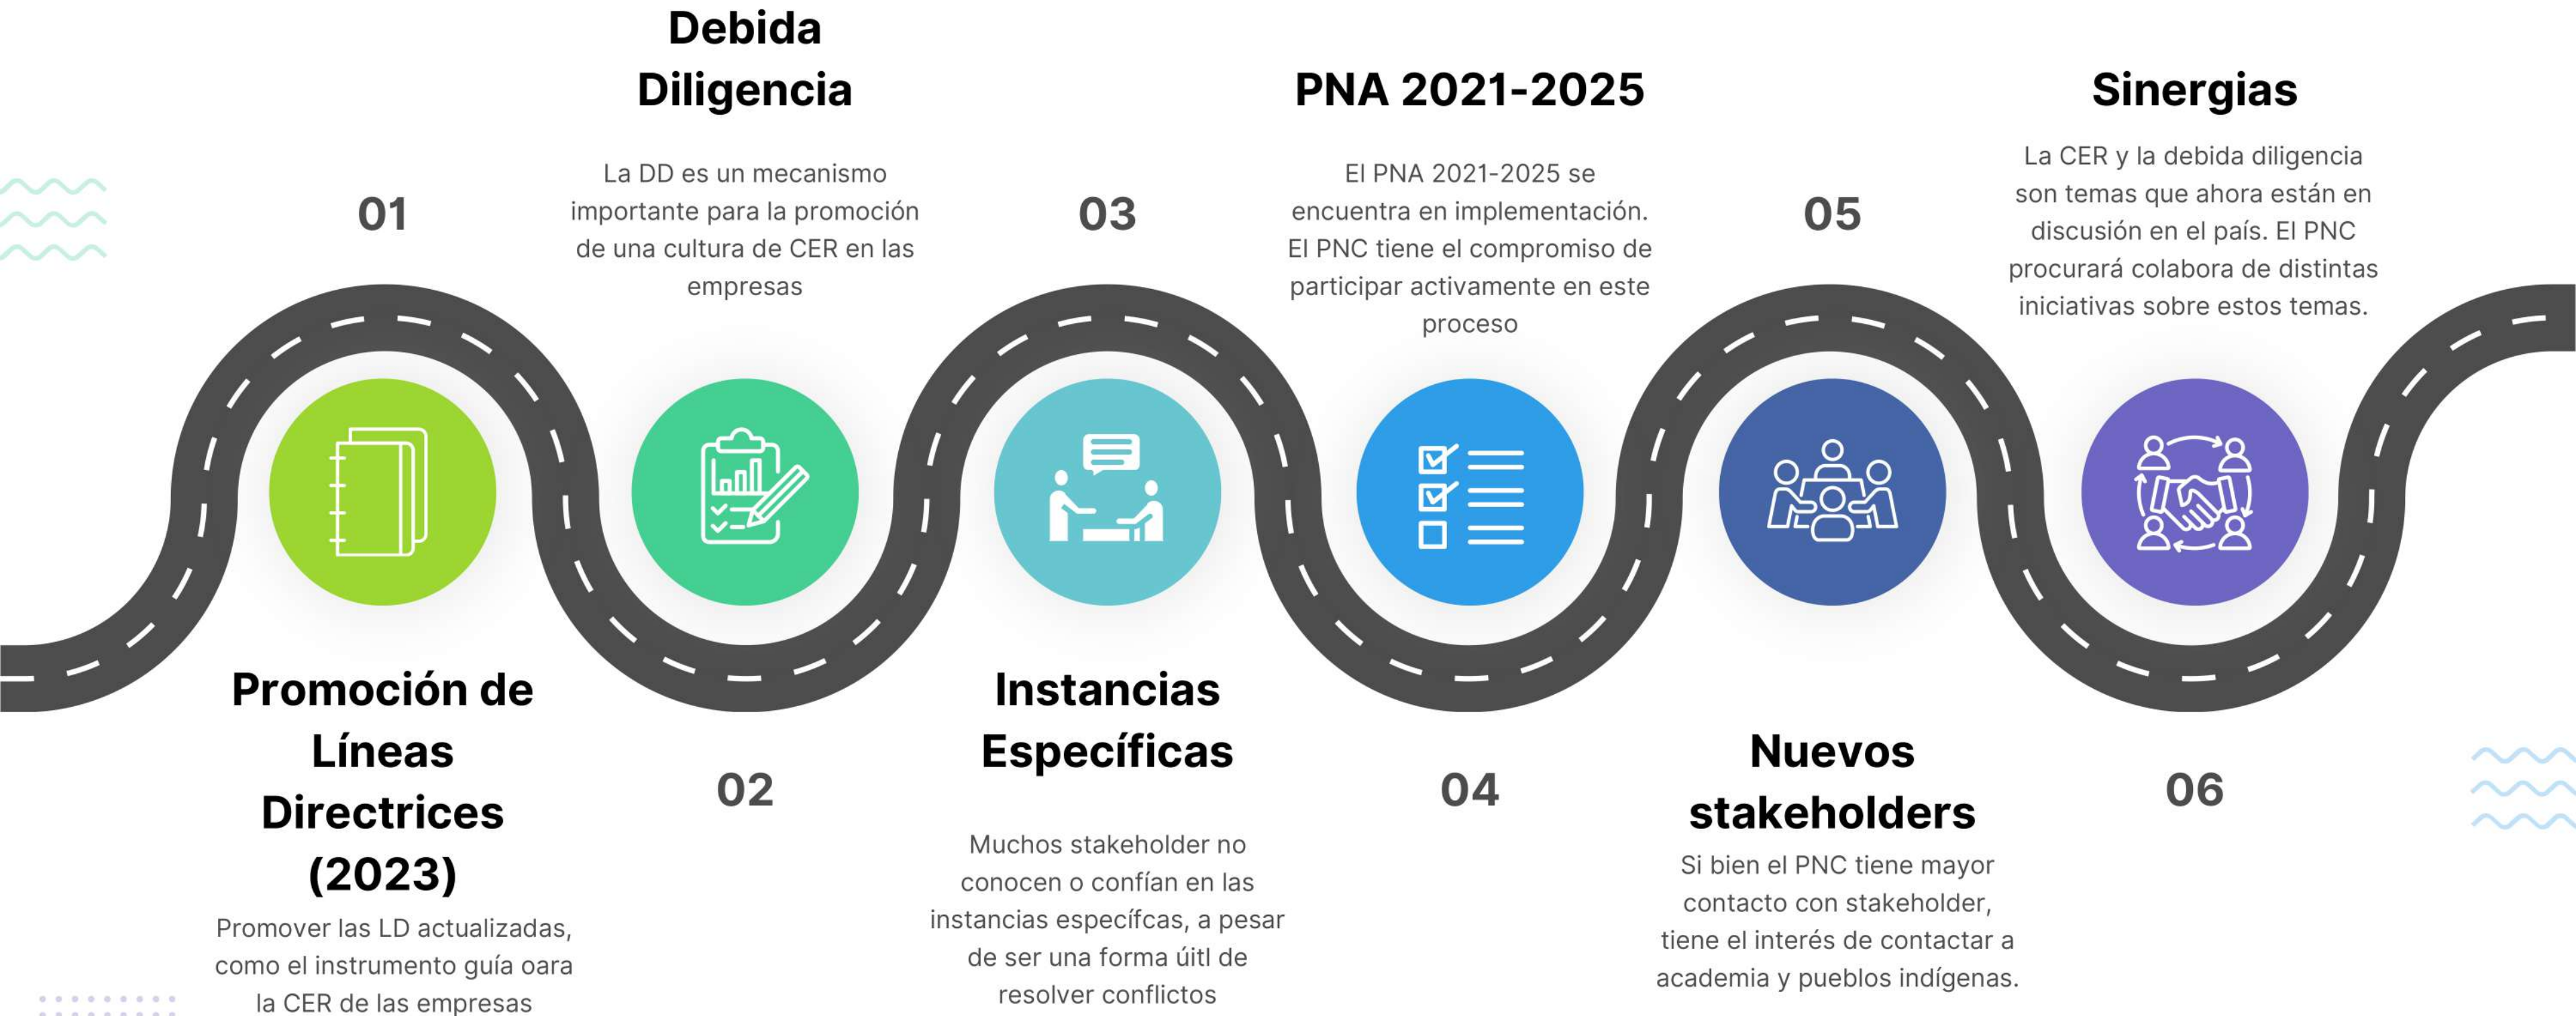 01
Promoción de
Líneas
Directrices
(2023)
Promover las LD actualizadas,
como el instrumento guía oara
la CER de las empresas
Debida
Diligencia
La DD es un mecanismo
importante para la promoción
de una cultura de CER en las
empresas
02
03
Instancias
Específicas
Muchos stakeholder no
conocen o confían en las
instancias específcas, a pesar
de ser una forma úitl de
resolver conflictos
PNA 2021-2025
El PNA 2021-2025 se
encuentra en implementación.
El PNC tiene el compromiso de
participar activamente en este
proceso
04
05
Nuevos
stakeholders
Si bien el PNC tiene mayor
contacto con stakeholder,
tiene el interés de contactar a
academia y pueblos indígenas.
Sinergias
La CER y la debida diligencia
son temas que ahora están en
discusión en el país. El PNC
procurará colabora de distintas
iniciativas sobre estos temas.
06